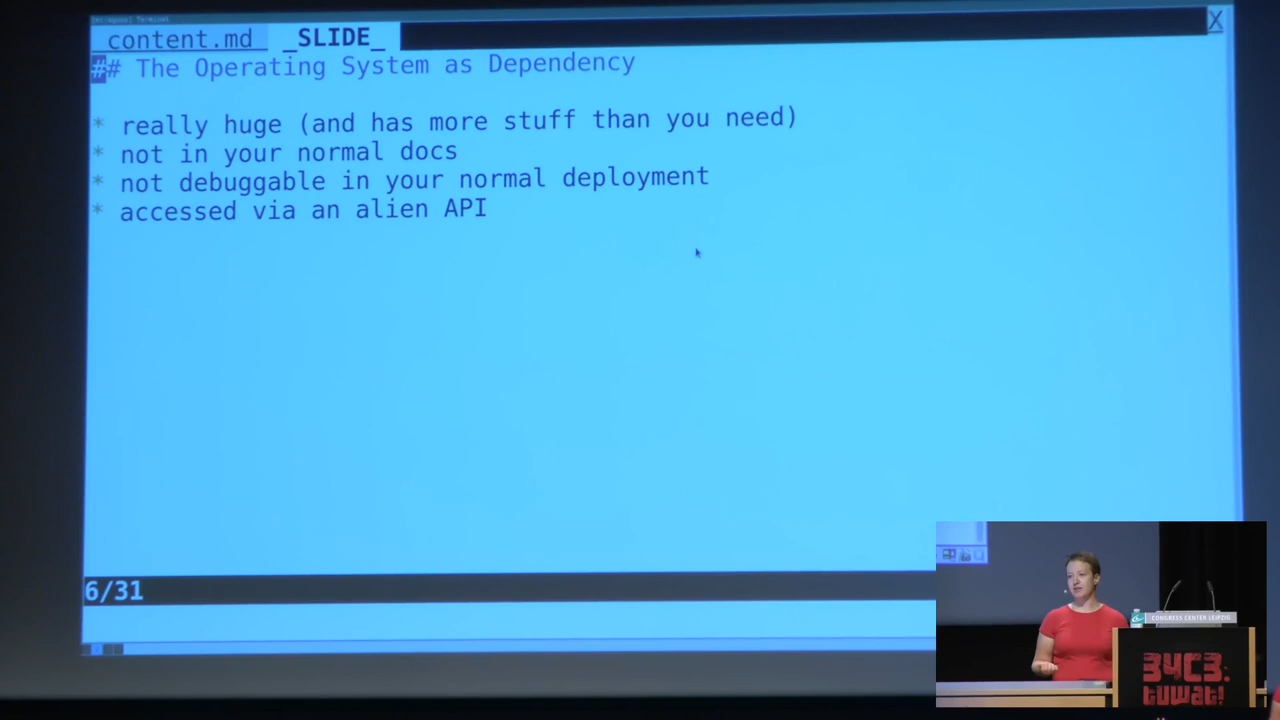 content.md _SLIDE_ X
## The Operating System as Dependency
* really huge (and has more stuff than you need)
* not in your normal docs
* not debuggable in your normal deployment
* accessed via an alien API
6/31
CONGRESS CENTER LEIPZIG
34C3:
tuwat!